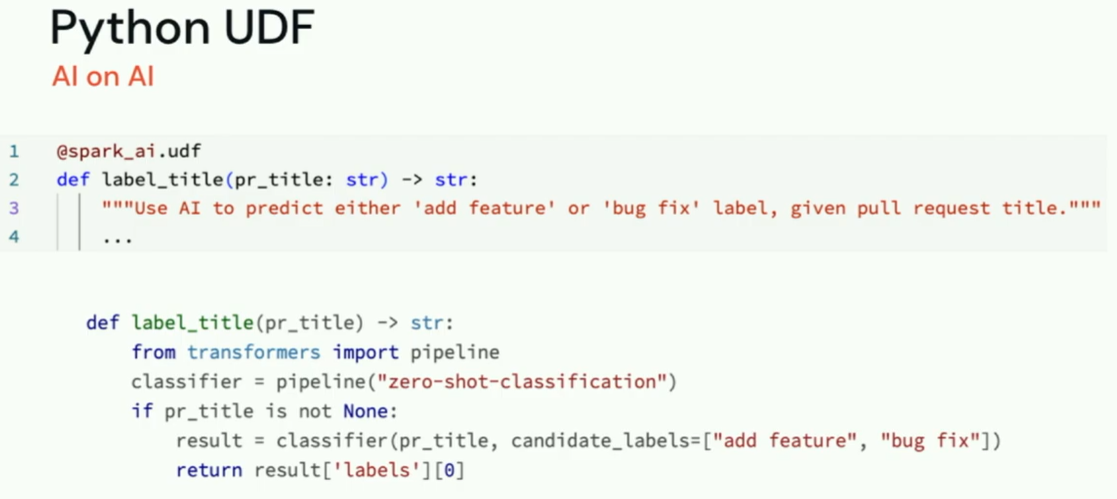 Python UDF
AI on AI
1 @spark_ai.udf
2 def label_title(pr_title: str) -> str:
3     """Use AI to predict either 'add feature' or 'bug fix' label, given pull request title."""
4     ...
def label_title(pr_title) -> str:
    from transformers import pipeline
    classifier = pipeline("zero-shot-classification")
    if pr_title is not None:
        result = classifier(pr_title, candidate_labels=["add feature", "bug fix"])
        return result['labels'][0]